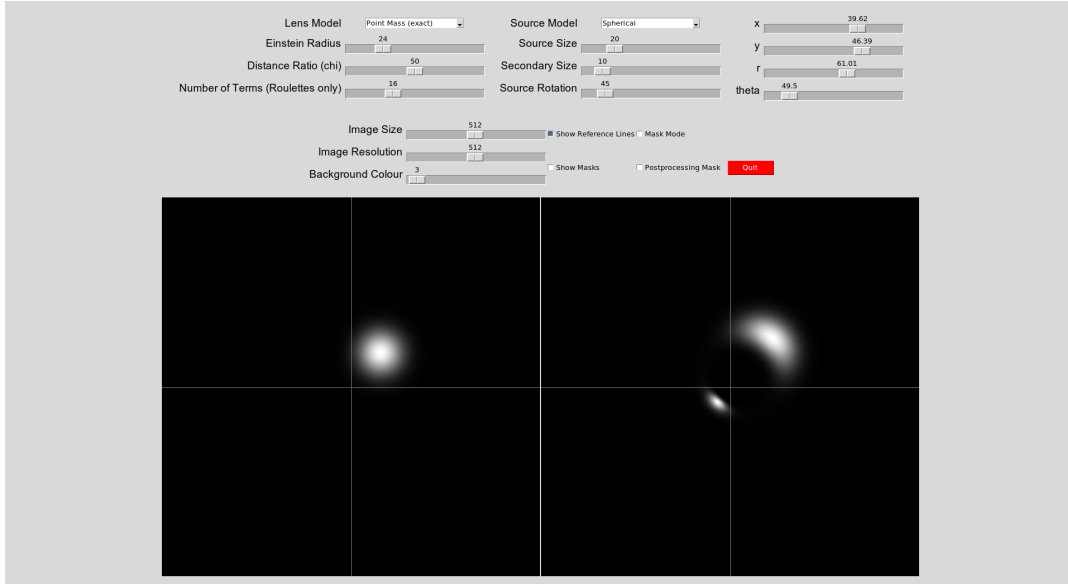 Lens Model Point Mass (exact) Source Model Spherical x 39.62
Einstein Radius 24 Source Size 20 y 46.39
Distance Ratio (chi) 50 Secondary Size 10 r 61.01
Number of Terms (Roulettes only) 16 Source Rotation 45 theta 49.5
Image Size 512 Show Reference Lines Mask Mode
Image Resolution 512
Background Colour 3 Show Masks Postprocessing Mask Quit